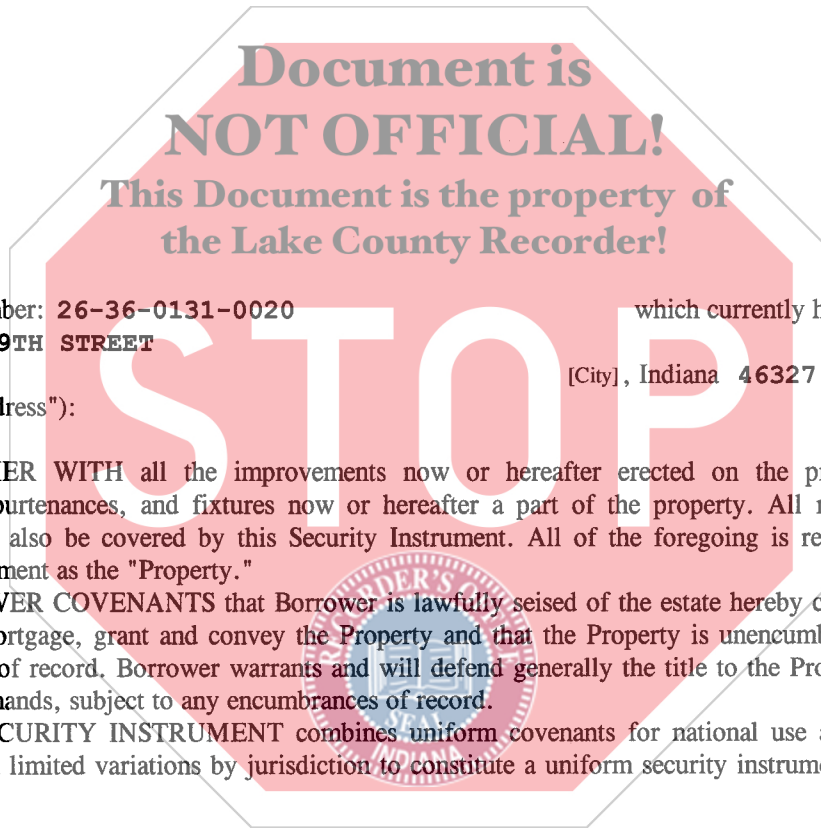 Document is
NOT OFFICIAL!
This Document is the property of
the Lake County Recorder!
ber: 26-36-0131-0020 which currently h
9TH STREET
[City], Indiana 46327
dress"):
STOP
ER WITH all the improvements now or hereafter erected on the p
purtenances, and fixtures now or hereafter a part of the property. All
also be covered by this Security Instrument. All of the foregoing is re
ment as the "Property."
VER COVENANTS that Borrower is lawfully seised of the estate hereby
ortgage, grant and convey the Property and that the Property is unencumb
of record. Borrower warrants and will defend generally the title to the Pro
nands, subject to any encumbrances of record.
CURITY INSTRUMENT combines uniform covenants for national use
limited variations by jurisdiction to constitute a uniform security instrum
RECORDER'S OFFICE
SEAL
INDIANA